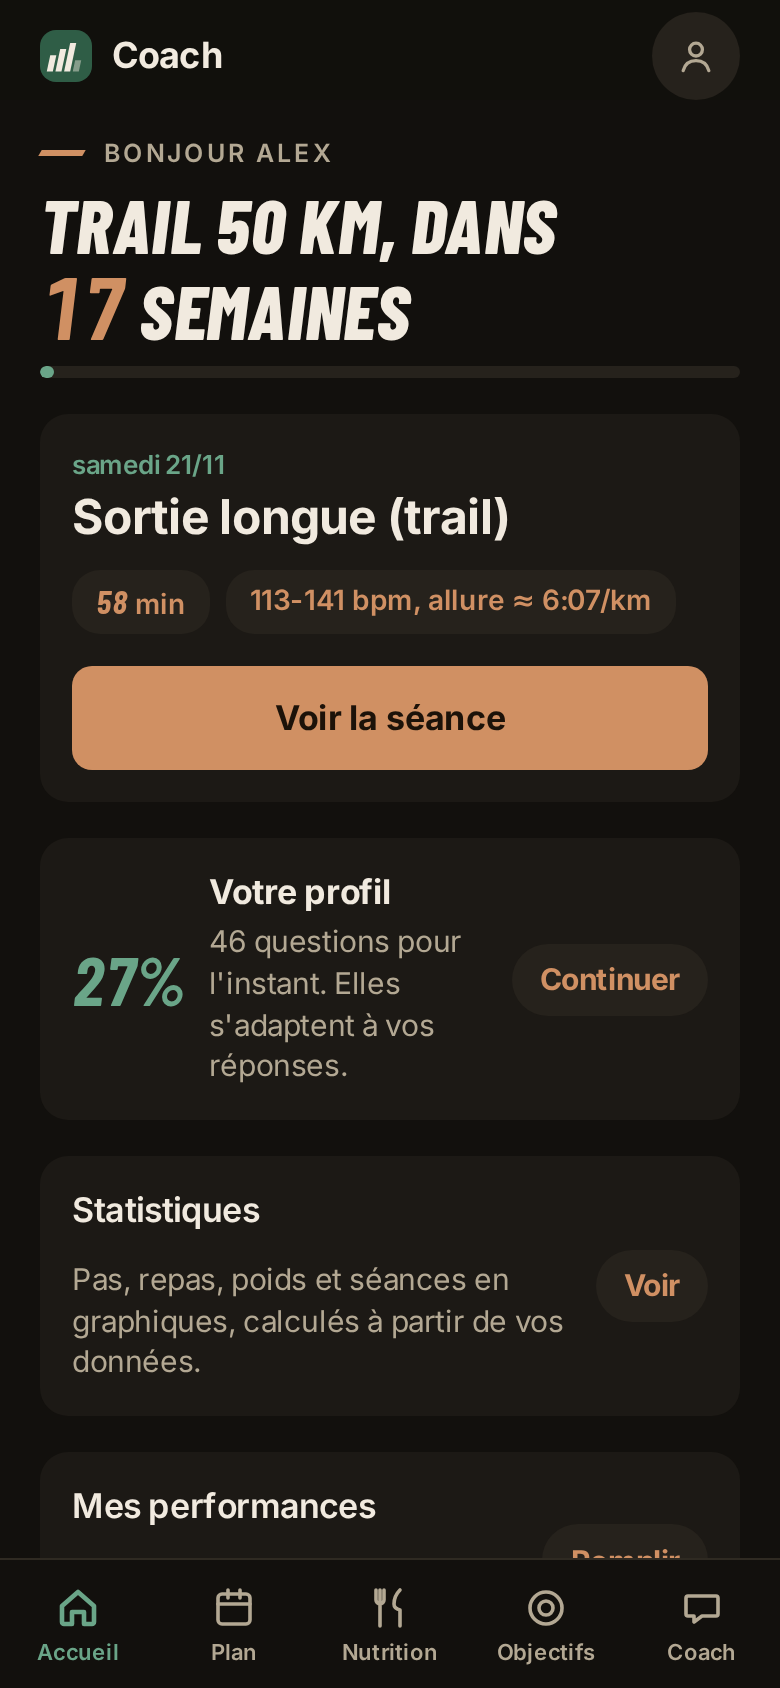 Coach
BONJOUR ALEX
TRAIL 50 KM, DANS
17 SEMAINES
samedi 21/11
Sortie longue (trail)
58 min
113-141 bpm, allure ≈ 6:07/km
Voir la séance
27%
Votre profil
46 questions pour
l'instant. Elles
s'adaptent à vos
réponses.
Continuer
Statistiques
Pas, repas, poids et séances en
graphiques, calculés à partir de vos
données.
Voir
Mes performances
Remplir
Accueil
Plan
Nutrition
Objectifs
Coach